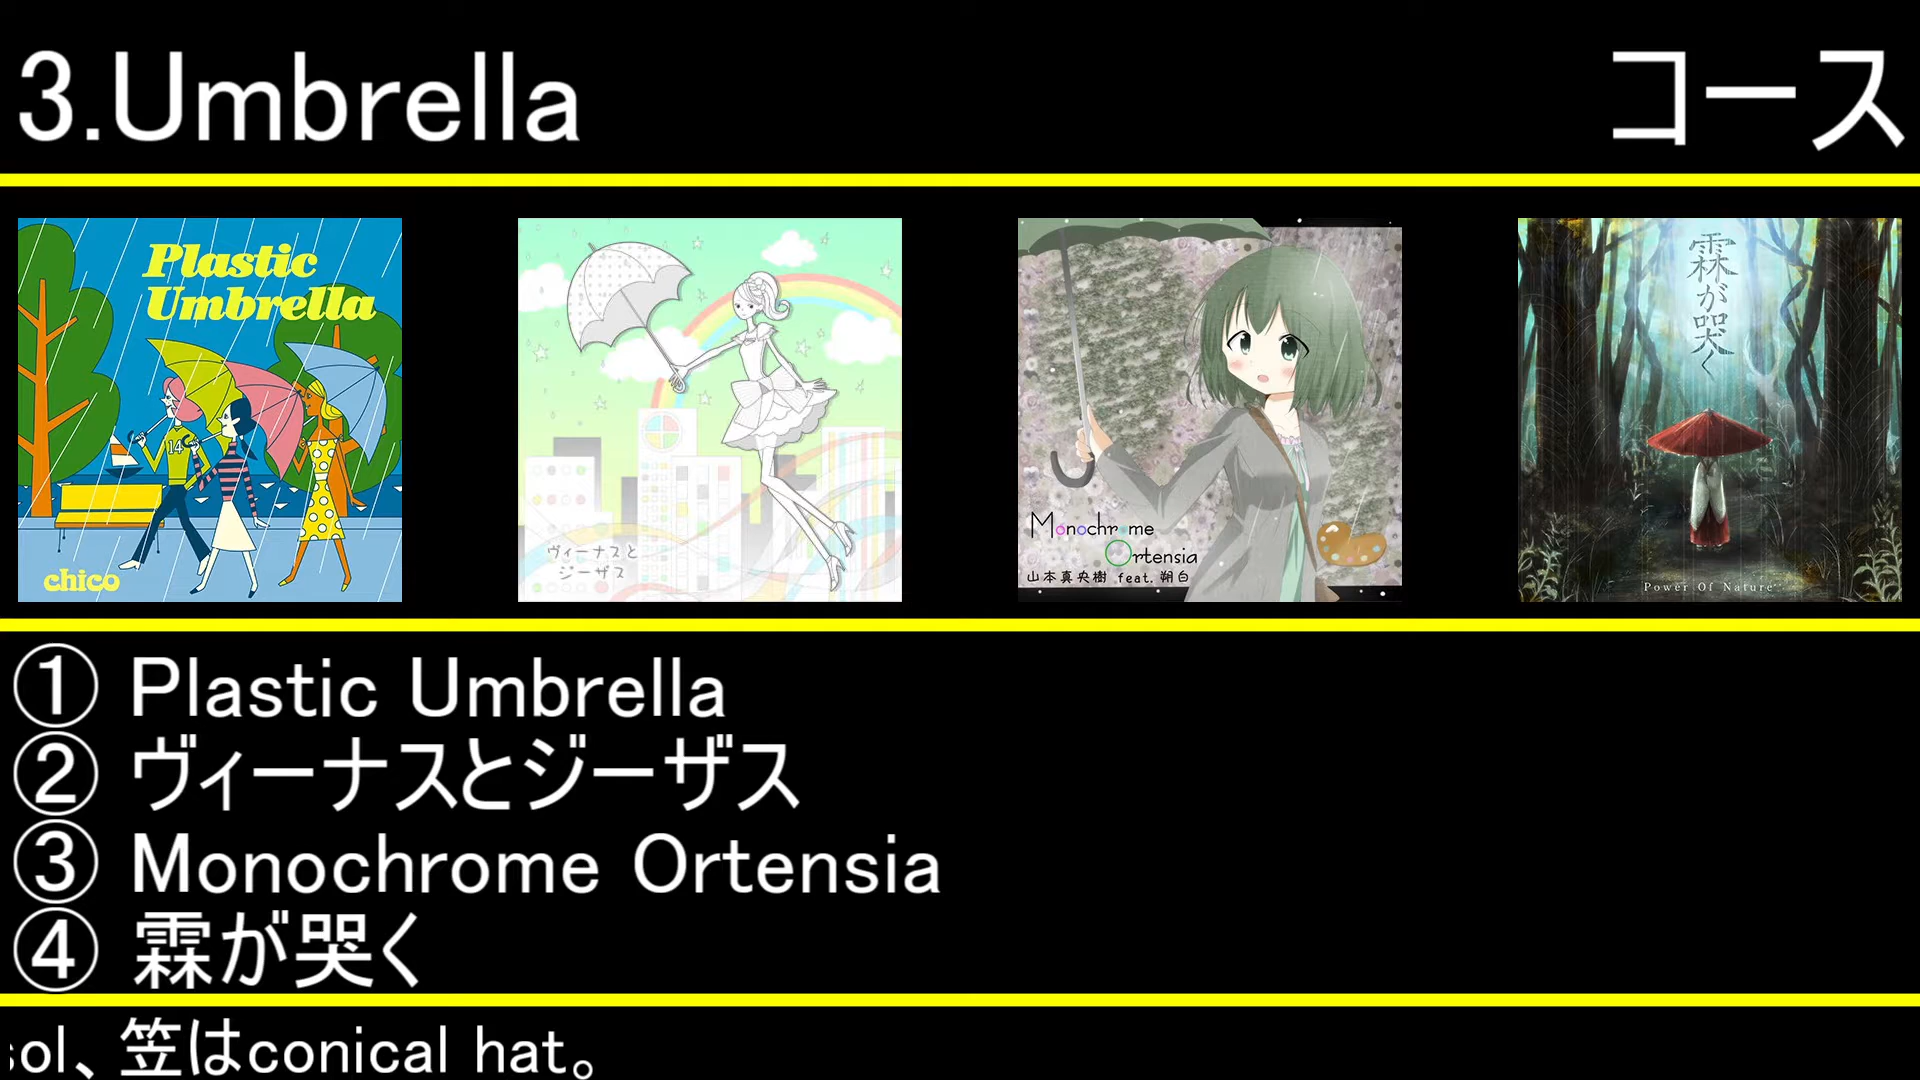 3.Umbrella
コース
Plastic
Umbrella
14
chico
ヴィーナスと
ジーザス
Monochrome
Ortensia
山本真央樹 feat. 朔白
霖が哭く
Power Of Nature
① Plastic Umbrella
② ヴィーナスとジーザス
③ Monochrome Ortensia
④ 霖が哭く
sol、笠はconical hat。